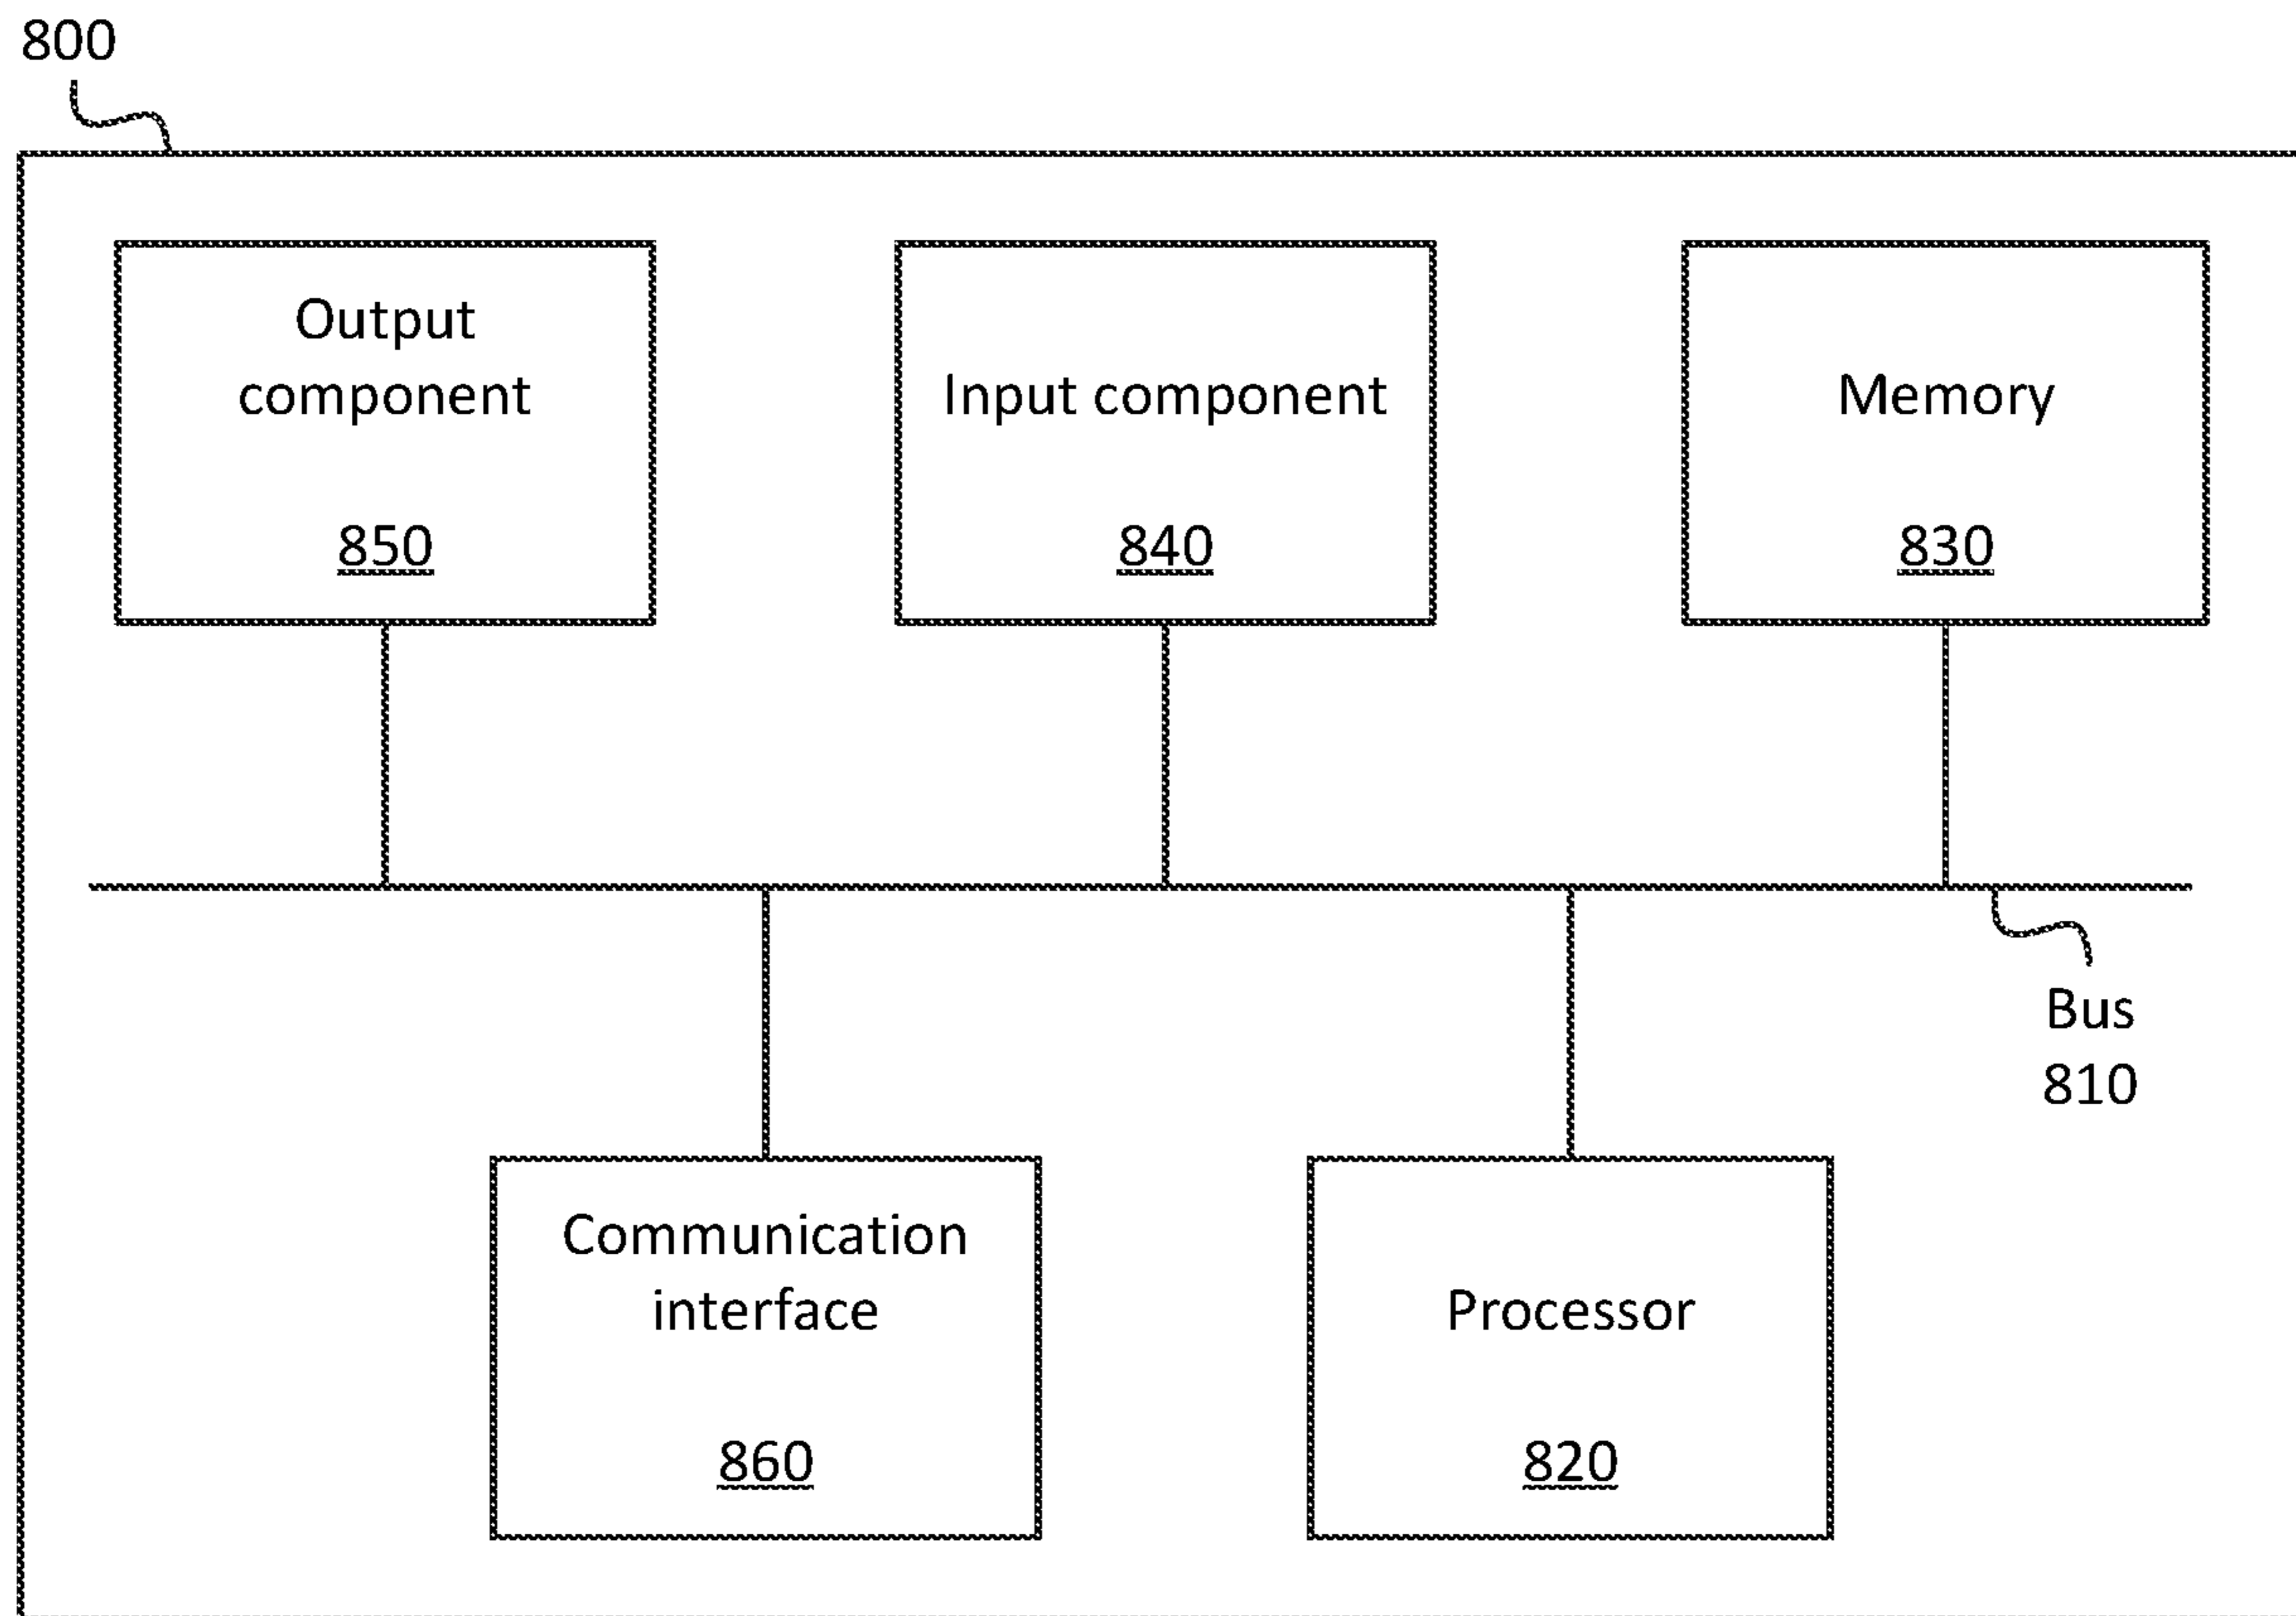 800
Output
component
850
Input component
840
Memory
830
Bus
810
Communication
interface
860
Processor
820